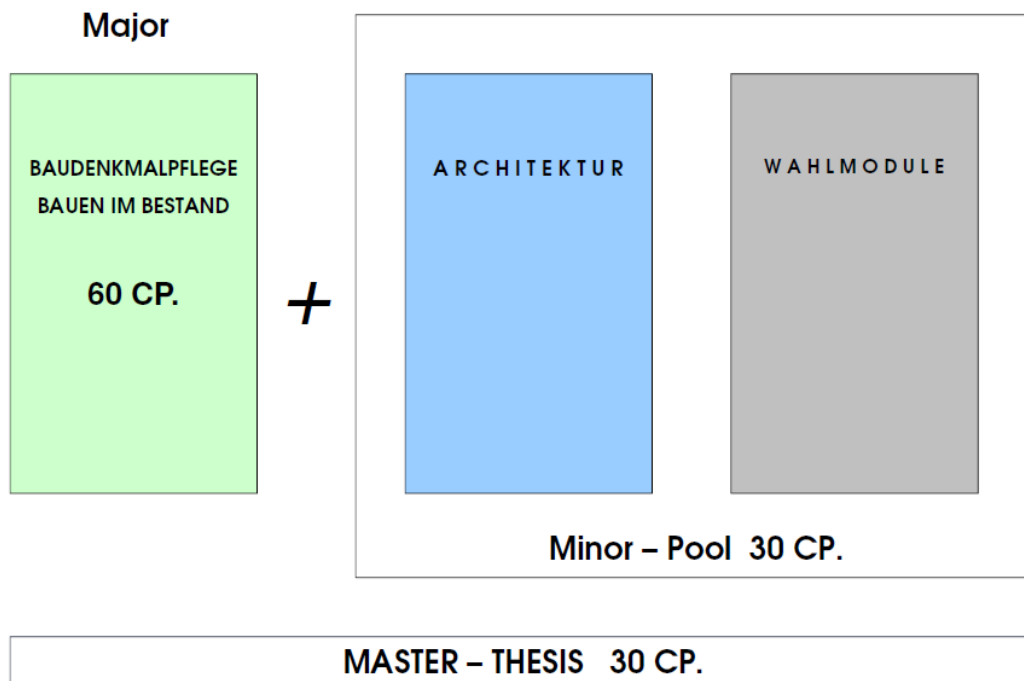 Major
BAUDENKMALPFLEGE
BAUEN IM BESTAND
60 CP.
+
ARCHITEKTUR
WAHLMODULE
Minor – Pool 30 CP.
MASTER – THESIS 30 CP.